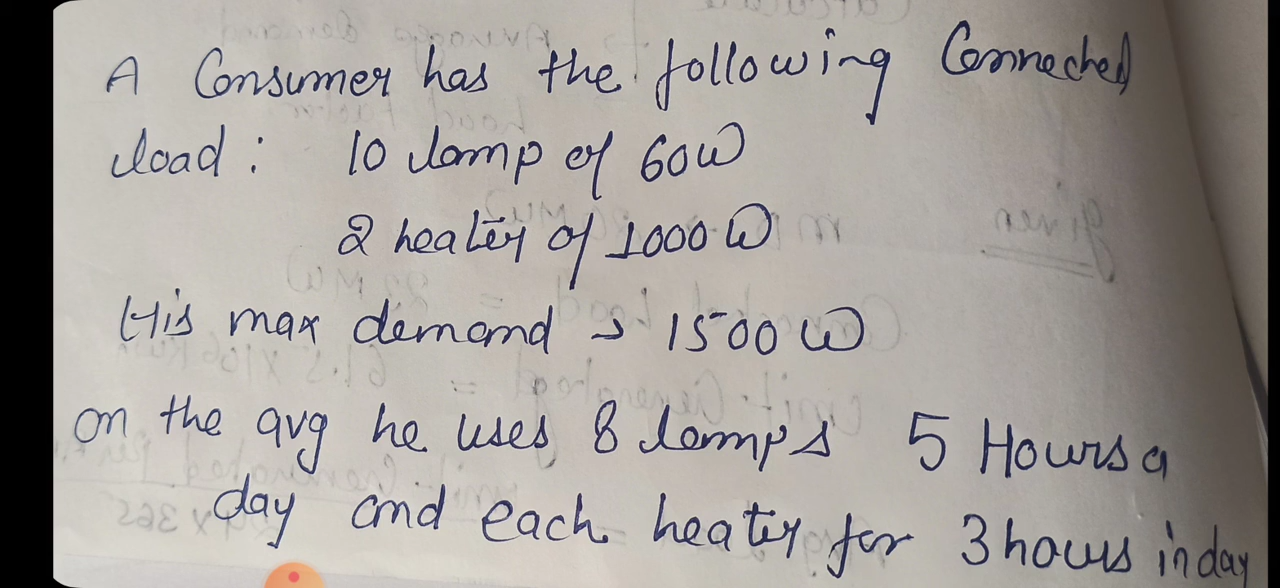 A Consumer has the following Connected
load : 10 lamp of 60W
2 heater of 1000W
His max demand = 1500 W
on the avg he uses 8 lamps 5 Hours a
day and each heater for 3 hours in day